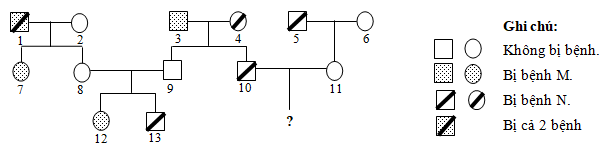 1
2
3
4
5
6
7
8
9
10
11
?
12
13
Ghi chú:
Không bị bệnh.
Bị bệnh M.
Bị bệnh N.
Bị cả 2 bệnh